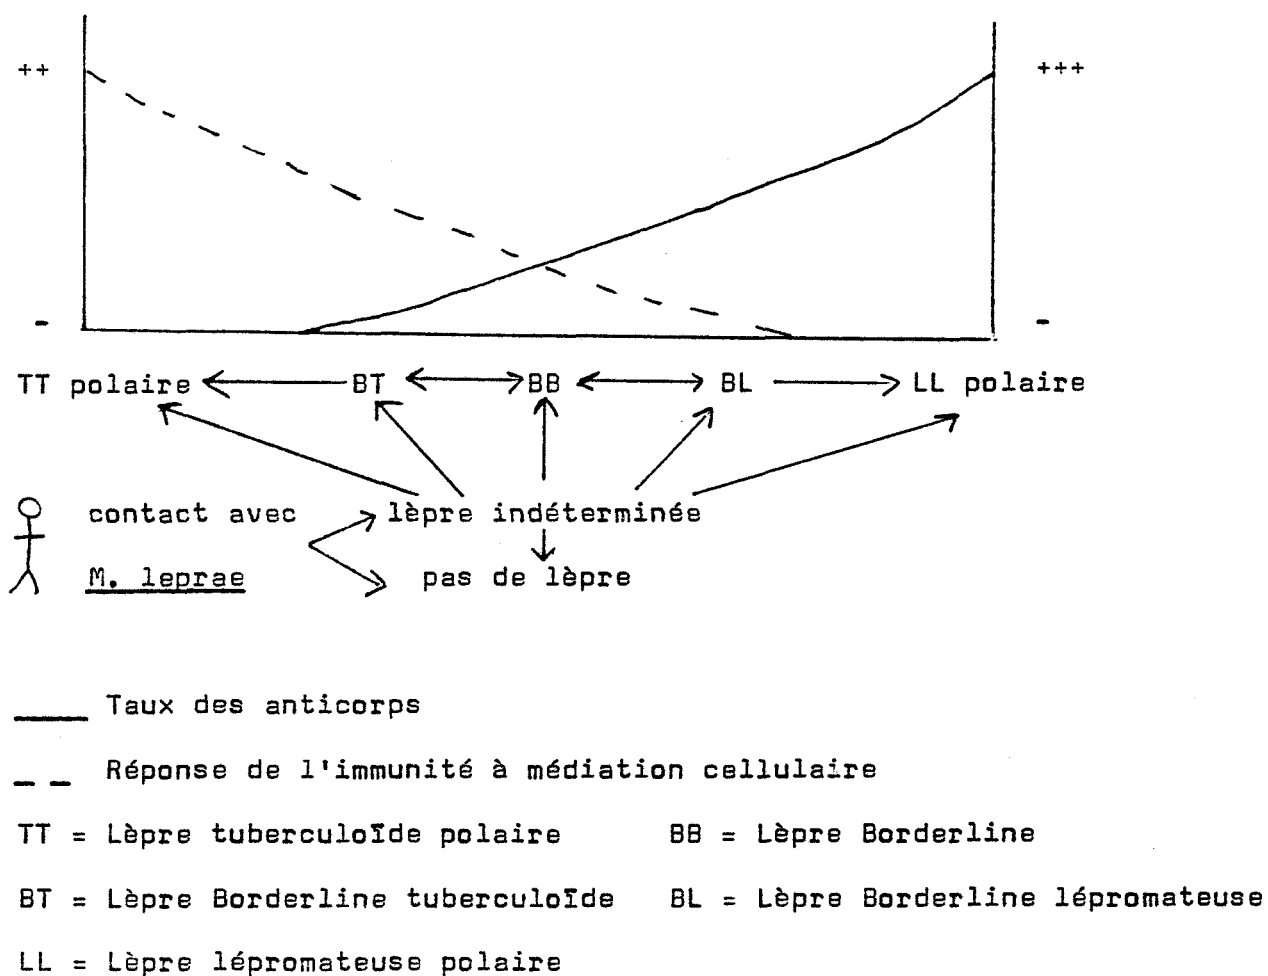 ++ +++
- -
TT polaire BT BB BL LL polaire
contact avec lèpre indéterminée
M. leprae pas de lèpre
Taux des anticorps
Réponse de l'immunité à médiation cellulaire
TT = Lèpre tuberculoïde polaire BB = Lèpre Borderline
BT = Lèpre Borderline tuberculoïde BL = Lèpre Borderline lépromateuse
LL = Lèpre lépromateuse polaire